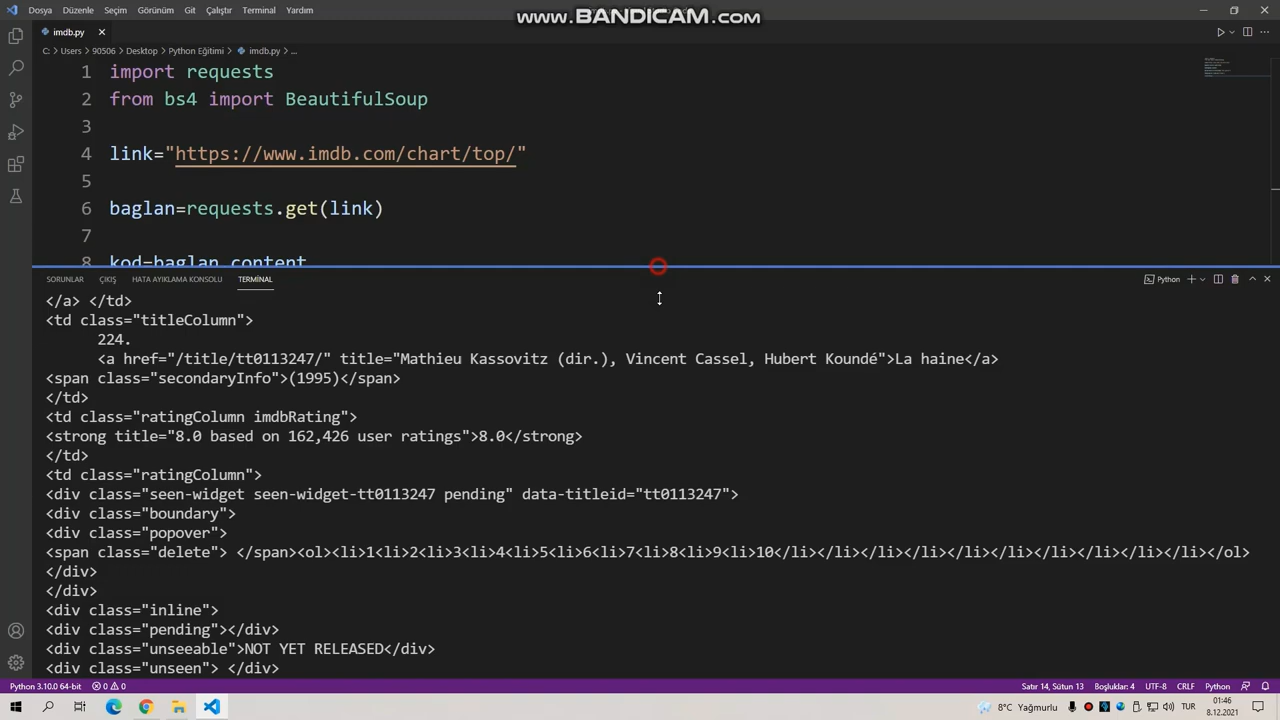 Dosya Düzenle Seçim Görünüm Git Çalıştır Terminal Yardım
www.BANDICAM.com
imdb.py
C: > Users > 90506 > Desktop > Python Eğitimi > imdb.py > ...
1 import requests
2 from bs4 import BeautifulSoup
3
4 link="https://www.imdb.com/chart/top/"
5
6 baglan=requests.get(link)
7
8 kod=baglan.content
SORUNLAR ÇIKIŞ HATA AYIKLAMA KONSOLU TERMİNAL Python
</a> </td>
<td class="titleColumn">
224.
<a href="/title/tt0113247/" title="Mathieu Kassovitz (dir.), Vincent Cassel, Hubert Koundé">La haine</a>
<span class="secondaryInfo">(1995)</span>
</td>
<td class="ratingColumn imdbRating">
<strong title="8.0 based on 162,426 user ratings">8.0</strong>
</td>
<td class="ratingColumn">
<div class="seen-widget seen-widget-tt0113247 pending" data-titleid="tt0113247">
<div class="boundary">
<div class="popover">
<span class="delete"> </span><ol><li>1<li>2<li>3<li>4<li>5<li>6<li>7<li>8<li>9<li>10</li></li></li></li></li></li></li></li></li></li></ol>
</div>
</div>
<div class="inline">
<div class="pending"></div>
<div class="unseeable">NOT YET RELEASED</div>
<div class="unseen"> </div>
Python 3.10.0 64-bit 0 0 Satır 14, Sütun 13 Boşluklar: 4 UTF-8 CRLF Python
8°C Yağmurlu TUR 01:46
8.12.2021